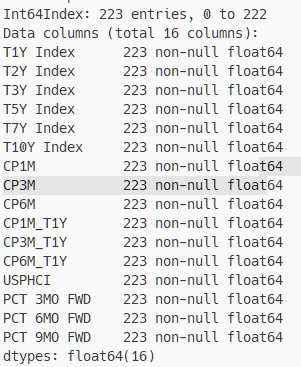 Int64Index: 223 entries, 0 to 222
Data columns (total 16 columns):
T1Y Index      223 non-null float64
T2Y Index      223 non-null float64
T3Y Index      223 non-null float64
T5Y Index      223 non-null float64
T7Y Index      223 non-null float64
T10Y Index     223 non-null float64
CP1M           223 non-null float64
CP3M           223 non-null float64
CP6M           223 non-null float64
CP1M_T1Y       223 non-null float64
CP3M_T1Y       223 non-null float64
CP6M_T1Y       223 non-null float64
USPHCI         223 non-null float64
PCT 3MO FWD    223 non-null float64
PCT 6MO FWD    223 non-null float64
PCT 9MO FWD    223 non-null float64
dtypes: float64(16)